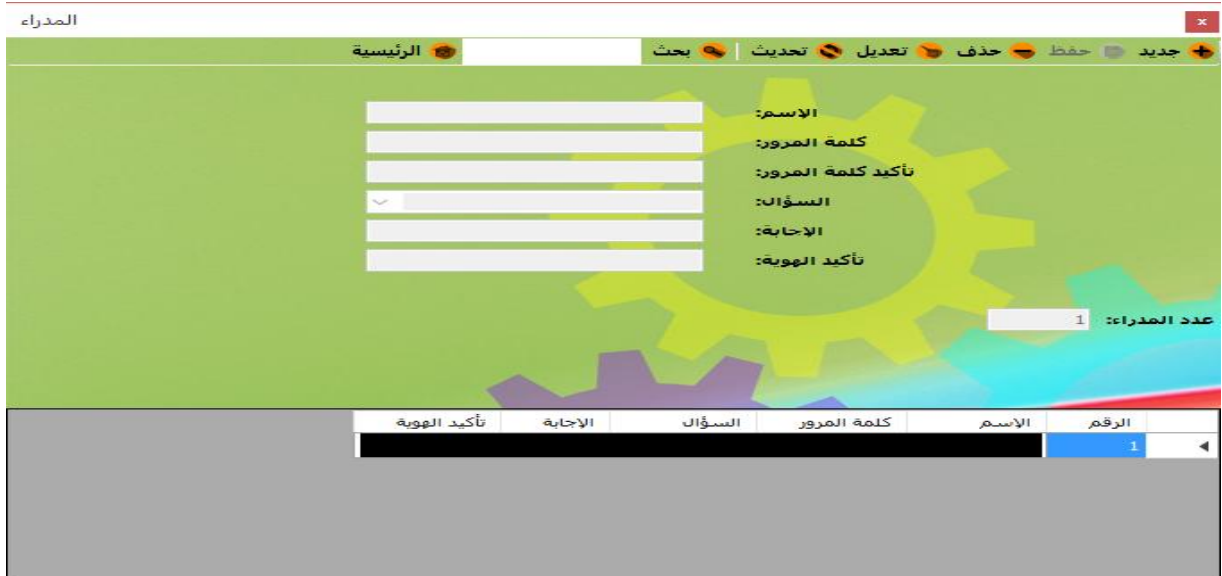 المدراء
x
جديد حفظ حذف تعديل تحديث بحث الرئيسية
الإسم:
كلمة المرور:
تأكيد كلمة المرور:
السؤال:
الإجابة:
تأكيد الهوية:
عدد المدراء: 1
الرقم الإسم كلمة المرور السؤال الإجابة تأكيد الهوية
1